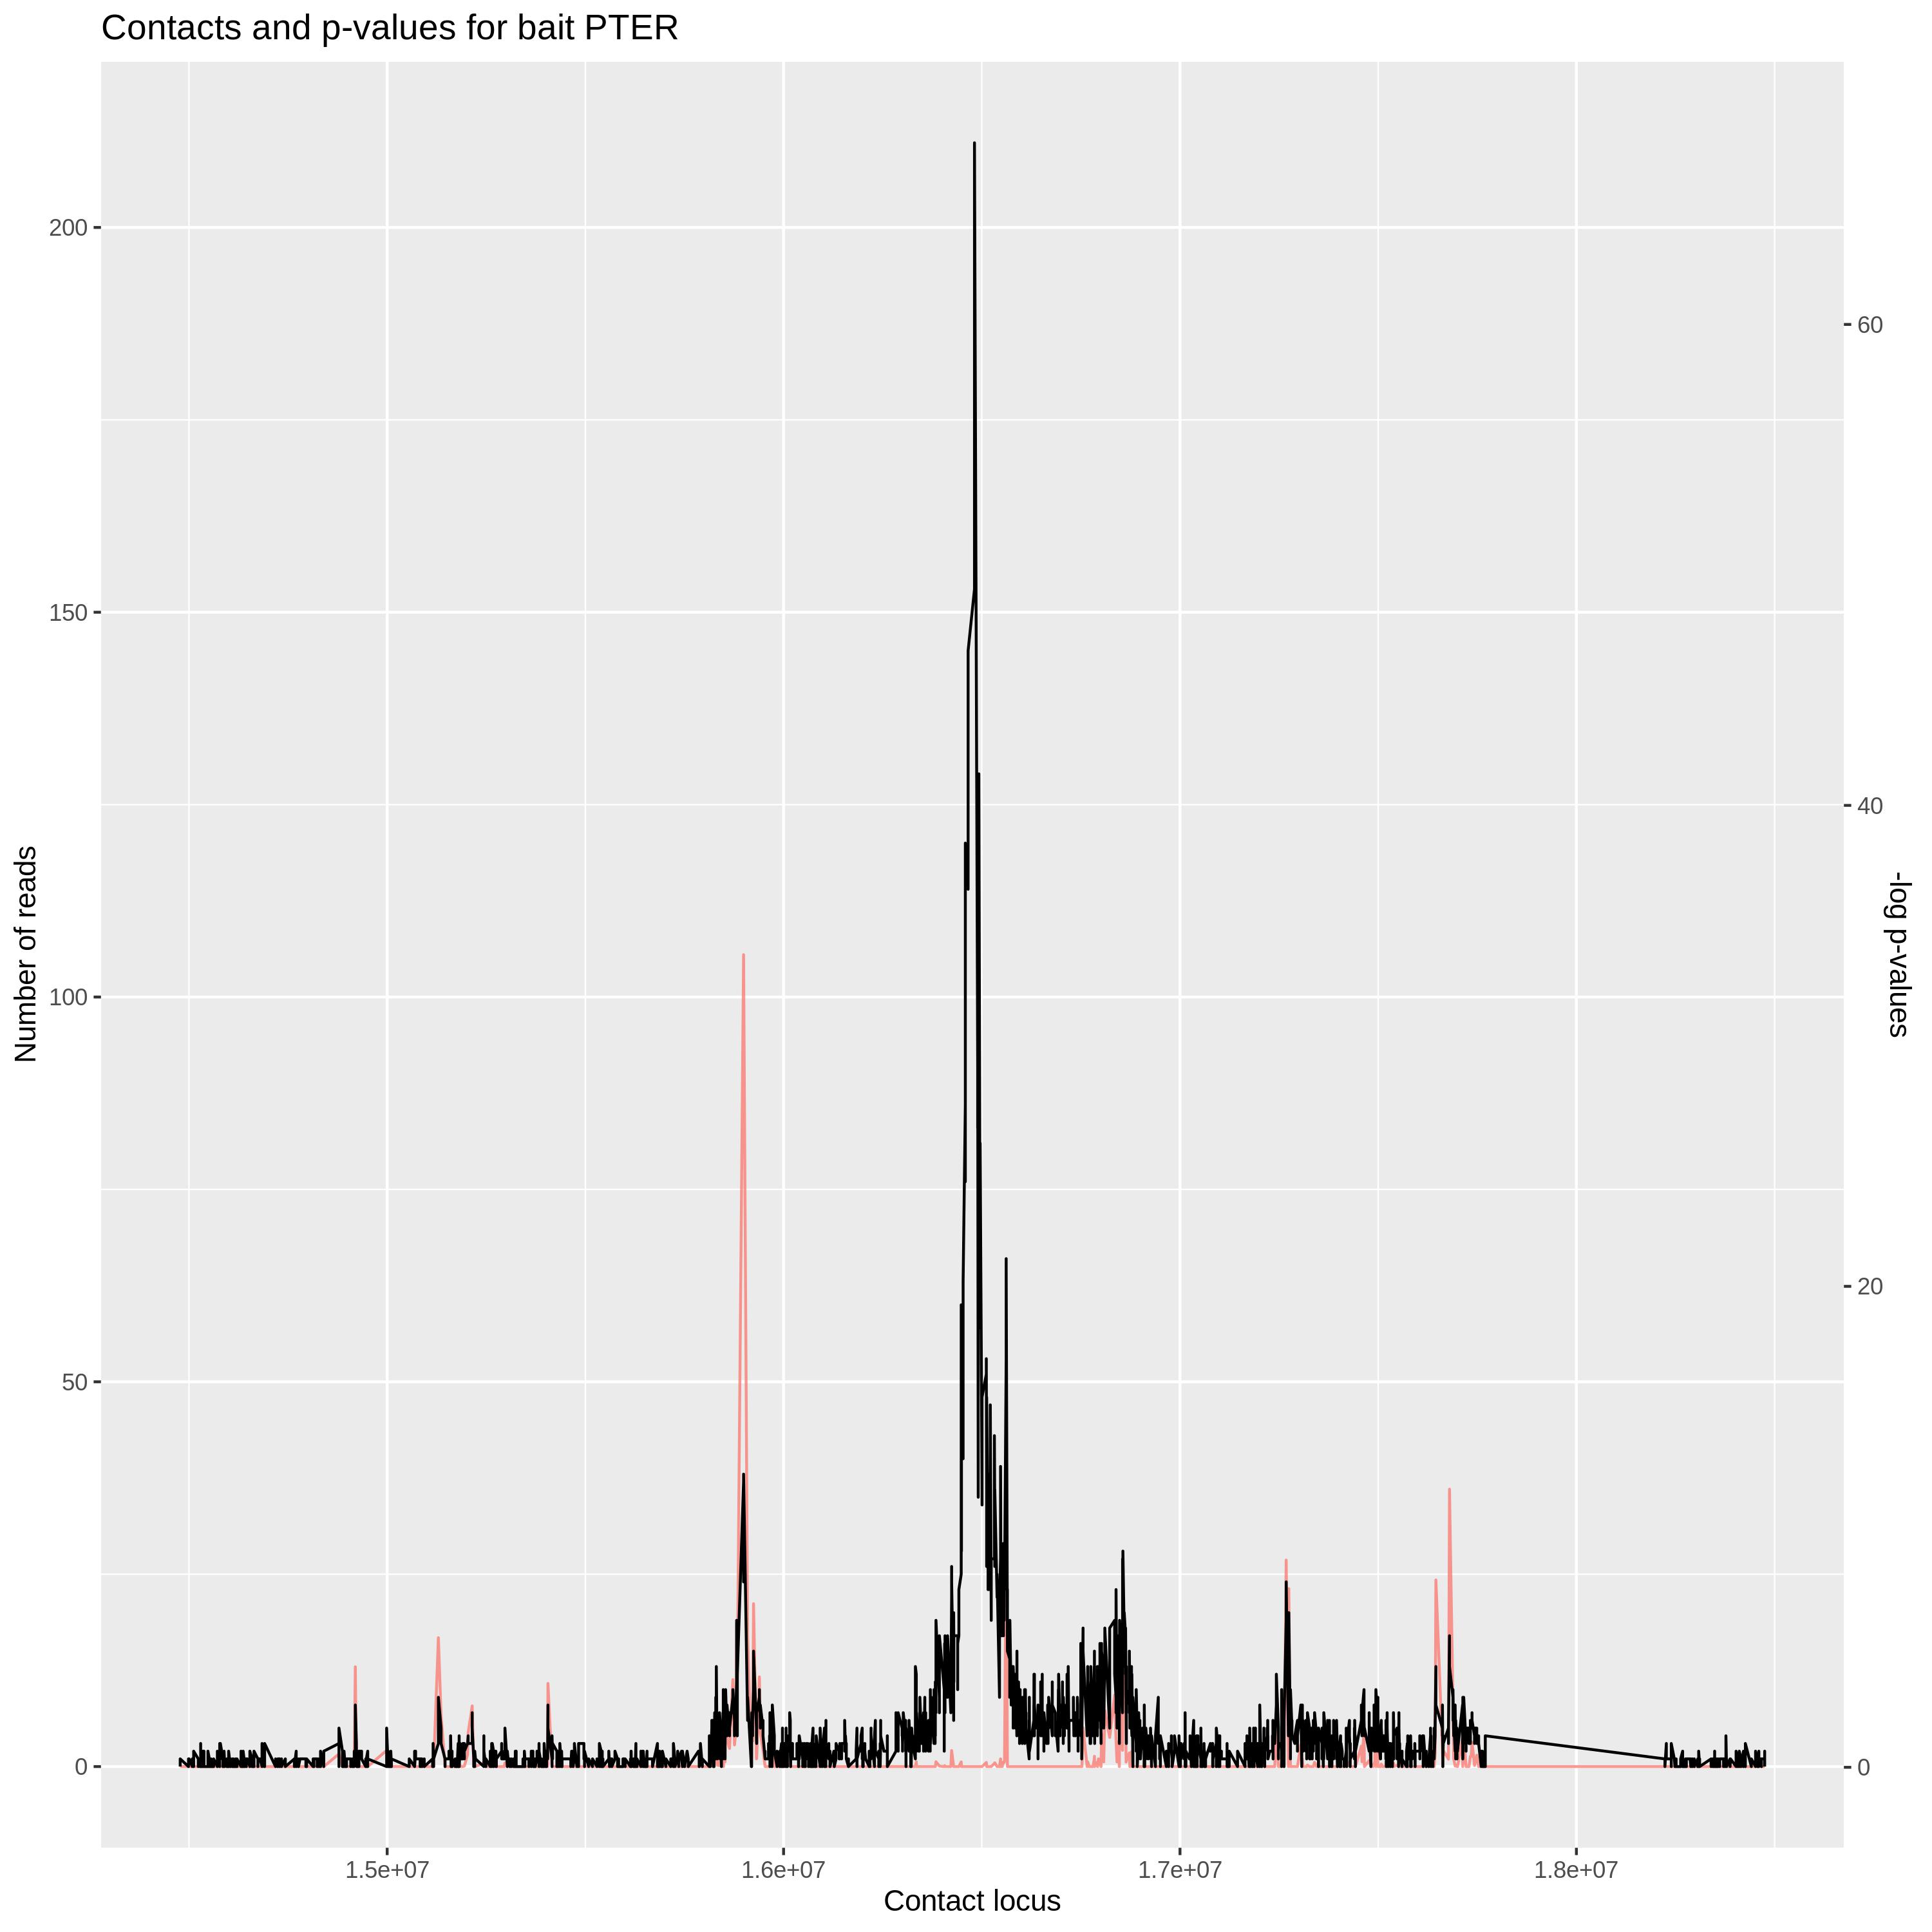 Contacts and p-values for bait PTER
200
150
100
50
0
Number of reads
60
40
20
0
-log p-values
1.5e+07
1.6e+07
1.7e+07
1.8e+07
Contact locus